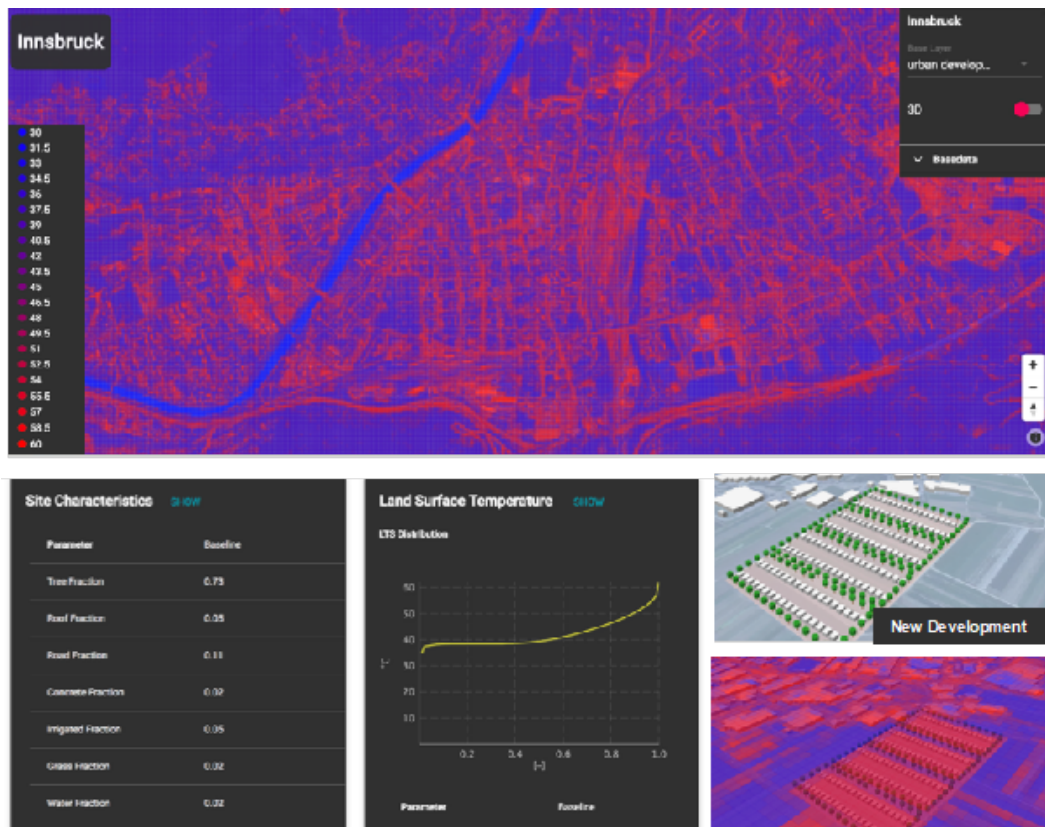 Innsbruck
Innsbruck
Base Layer
urban develop...
3D
Basedata
30
31.5
33
34.5
36
37.5
39
40.5
42
43.5
45
46.5
48
49.5
51
52.5
54
55.5
57
58.5
60
Site Characteristics SHOW
Parameter Baseline
Tree Fraction 0.73
Roof Fraction 0.05
Road Fraction 0.11
Concrete Fraction 0.02
Irrigated Fraction 0.05
Grass Fraction 0.02
Water Fraction 0.02
Land Surface Temperature SHOW
LTS Distribution
60
50
40
30
20
10
0.2 0.4 0.6 0.8 1.0
[-]
Parameter Baseline
New Development